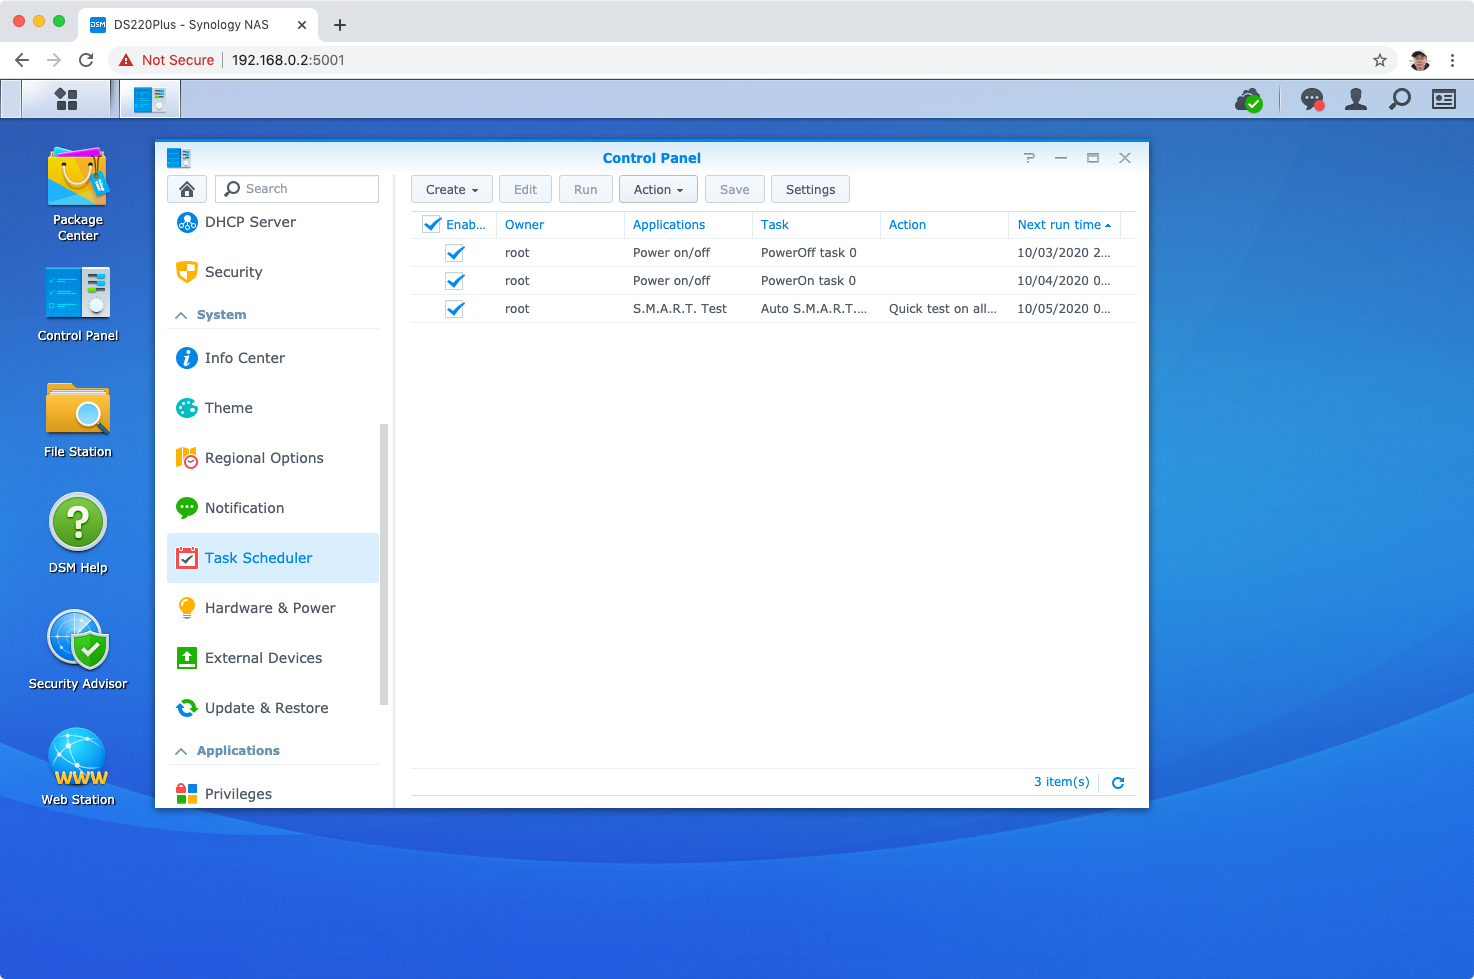 DSM DS220Plus - Synology NAS
Not Secure 192.168.0.2:5001
Package
Center
Control Panel
File Station
DSM Help
Security Advisor
WWW
Web Station
Control Panel
Search
DHCP Server
Security
System
Info Center
Theme
Regional Options
Notification
Task Scheduler
Hardware & Power
External Devices
Update & Restore
Applications
Privileges
Create Edit Run Action Save Settings
Enab... Owner Applications Task Action Next run time
root Power on/off PowerOff task 0 10/03/2020 2...
root Power on/off PowerOn task 0 10/04/2020 0...
root S.M.A.R.T. Test Auto S.M.A.R.T.... Quick test on all... 10/05/2020 0...
3 item(s)